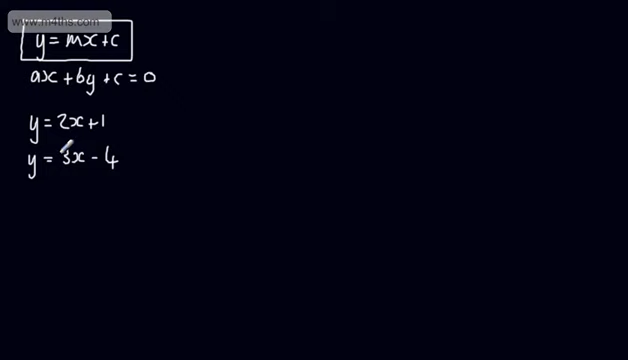 www.m4ths.com
y = mx + c
ax + by + c = 0
y = 2x + 1
y = 3x - 4